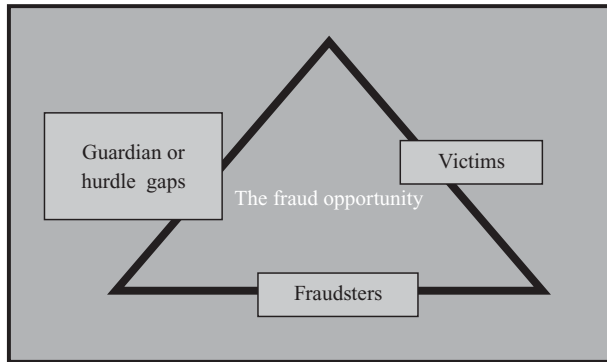 Guardian or
hurdle gaps
Victims
The fraud opportunity
Fraudsters